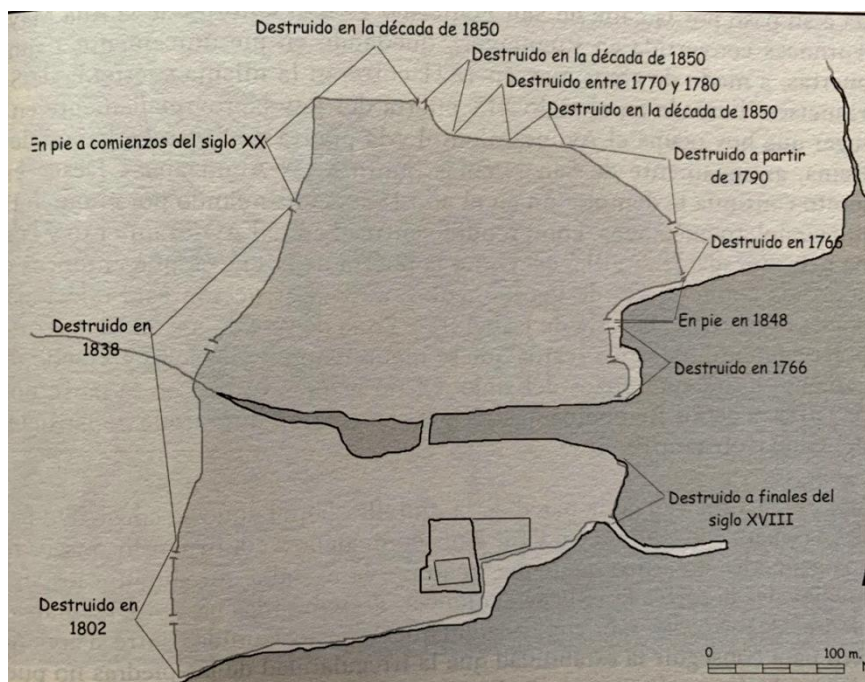 Destruido en la década de 1850
Destruido en la década de 1850
Destruido entre 1770 y 1780
Destruido en la década de 1850
En pie a comienzos del siglo XX
Destruido a partir
de 1790
Destruido en 1766
En pie en 1848
Destruido en
1838
Destruido en 1766
Destruido a finales del
siglo XVIII
Destruido en
1802
0 100 m.